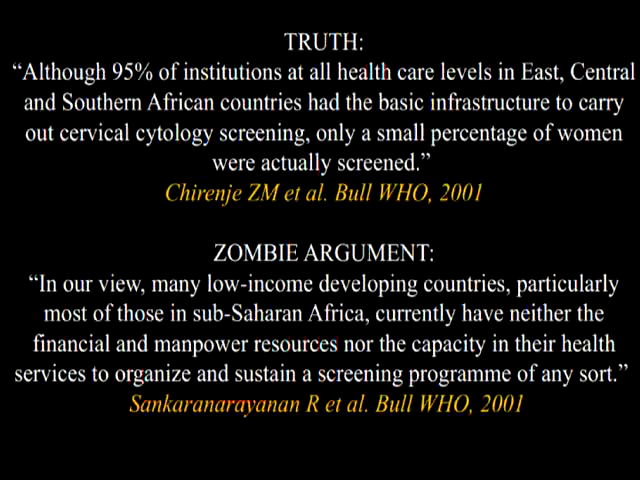 TRUTH:
“Although 95% of institutions at all health care levels in East, Central
and Southern African countries had the basic infrastructure to carry
out cervical cytology screening, only a small percentage of women
were actually screened.”
Chirenje ZM et al. Bull WHO, 2001
ZOMBIE ARGUMENT:
“In our view, many low-income developing countries, particularly
most of those in sub-Saharan Africa, currently have neither the
financial and manpower resources nor the capacity in their health
services to organize and sustain a screening programme of any sort.”
Sankaranarayanan R et al. Bull WHO, 2001